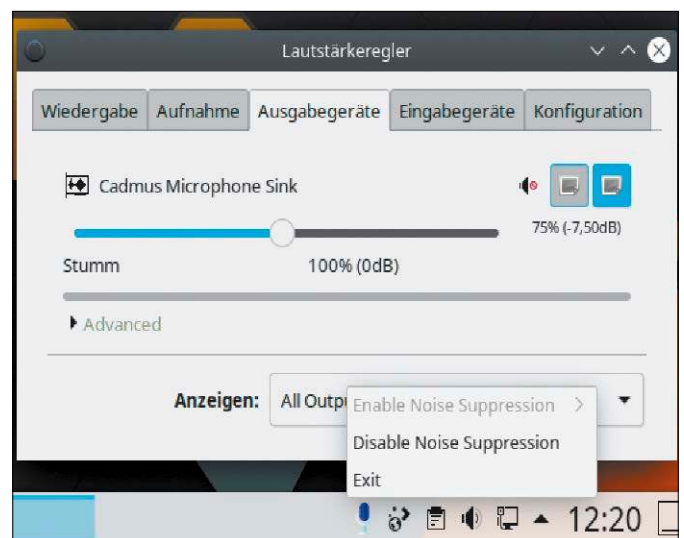 Lautstärkeregler
Wiedergabe Aufnahme Ausgabegeräte Eingabegeräte Konfiguration
Cadmus Microphone Sink
75% (-7,50dB)
Stumm 100% (0dB)
Advanced
Anzeigen: All Outp
Enable Noise Suppression
Disable Noise Suppression
Exit
12:20